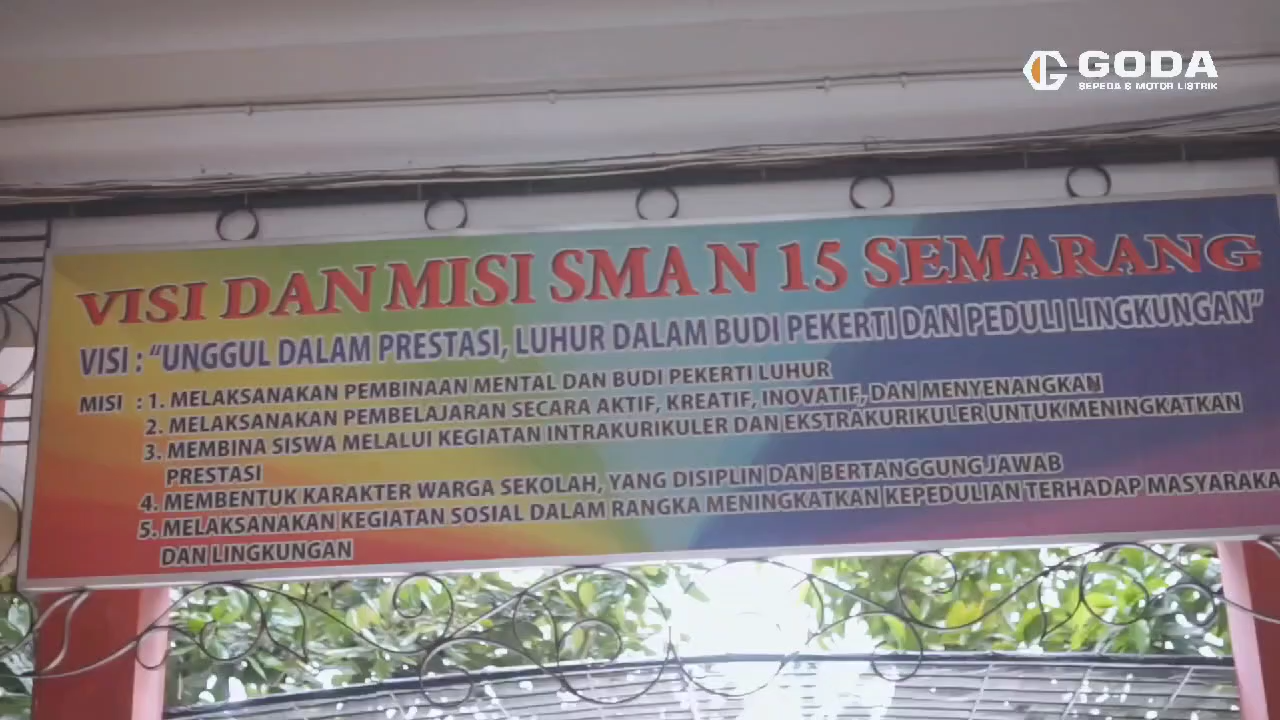 GODA
SEPEDA & MOTOR LISTRIK
VISI DAN MISI SMA N 15 SEMARANG
VISI : “UNGGUL DALAM PRESTASI, LUHUR DALAM BUDI PEKERTI DAN PEDULI LINGKUNGAN”
MISI : 1. MELAKSANAKAN PEMBINAAN MENTAL DAN BUDI PEKERTI LUHUR
2. MELAKSANAKAN PEMBELAJARAN SECARA AKTIF, KREATIF, INOVATIF, DAN MENYENANGKAN
3. MEMBINA SISWA MELALUI KEGIATAN INTRAKURIKULER DAN EKSTRAKURIKULER UNTUK MENINGKATKAN
PRESTASI
4. MEMBENTUK KARAKTER WARGA SEKOLAH, YANG DISIPLIN DAN BERTANGGUNG JAWAB
5. MELAKSANAKAN KEGIATAN SOSIAL DALAM RANGKA MENINGKATKAN KEPEDULIAN TERHADAP MASYARAKA
DAN LINGKUNGAN